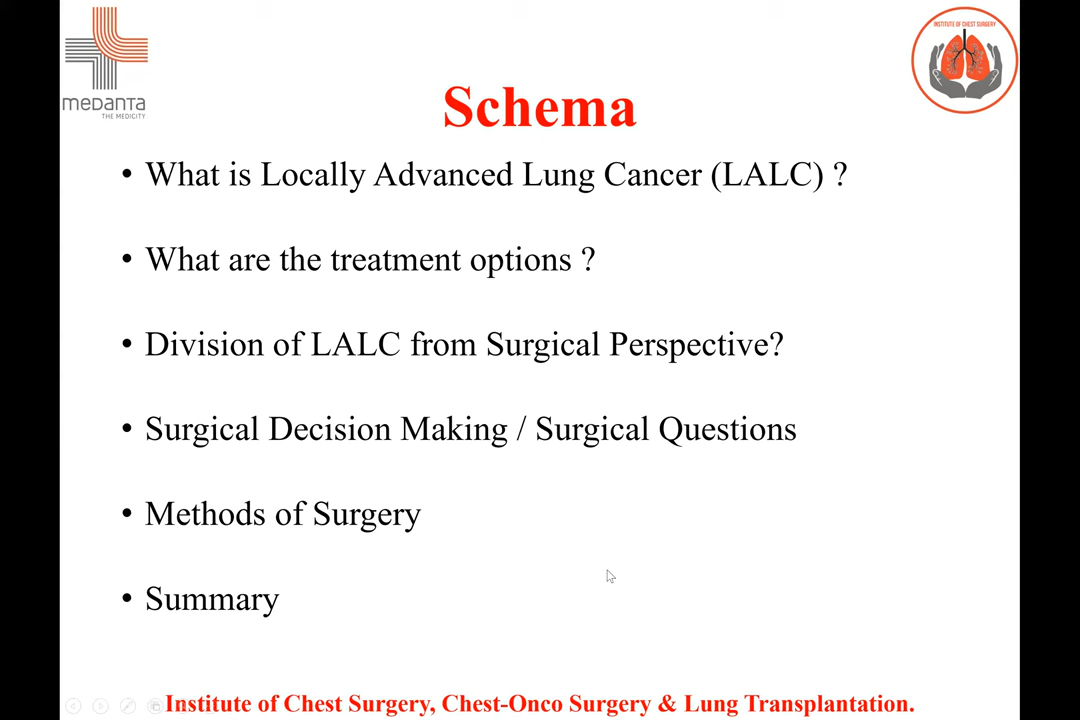 medanta
THE MEDICITY
INSTITUTE OF CHEST SURGERY
Schema
• What is Locally Advanced Lung Cancer (LALC) ?
• What are the treatment options ?
• Division of LALC from Surgical Perspective?
• Surgical Decision Making / Surgical Questions
• Methods of Surgery
• Summary
Institute of Chest Surgery, Chest-Onco Surgery & Lung Transplantation.